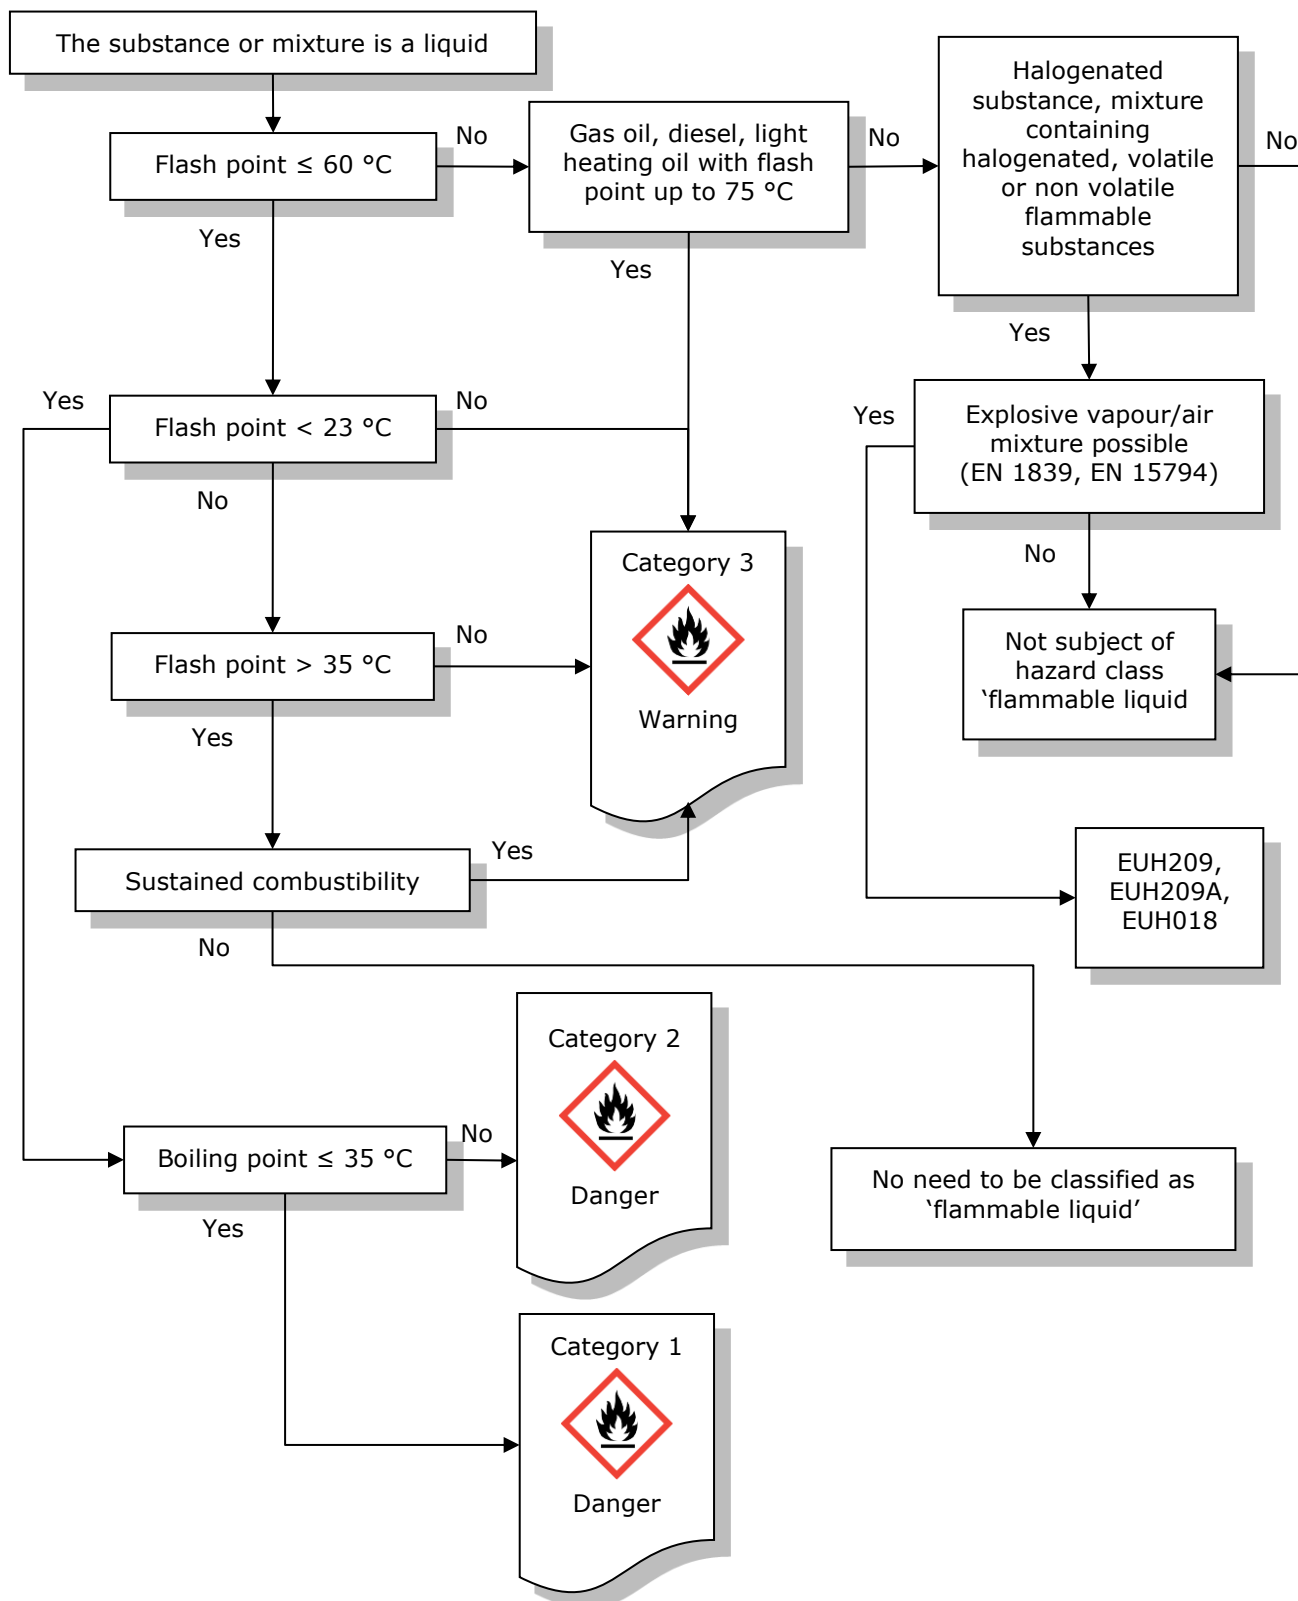 The substance or mixture is a liquid
Flash point ≤ 60 °C
No
Gas oil, diesel, light
heating oil with flash
point up to 75 °C
No
Halogenated
substance, mixture
containing
halogenated, volatile
or non volatile
flammable
substances
No
Yes
Yes
Yes
Yes
Flash point < 23 °C
No
No
Yes
Explosive vapour/air
mixture possible
(EN 1839, EN 15794)
No
Category 3
Warning
Flash point > 35 °C
No
Yes
Not subject of
hazard class
‘flammable liquid
Sustained combustibility
Yes
No
EUH209,
EUH209A,
EUH018
Category 2
Danger
Boiling point ≤ 35 °C
No
Yes
No need to be classified as
‘flammable liquid’
Category 1
Danger